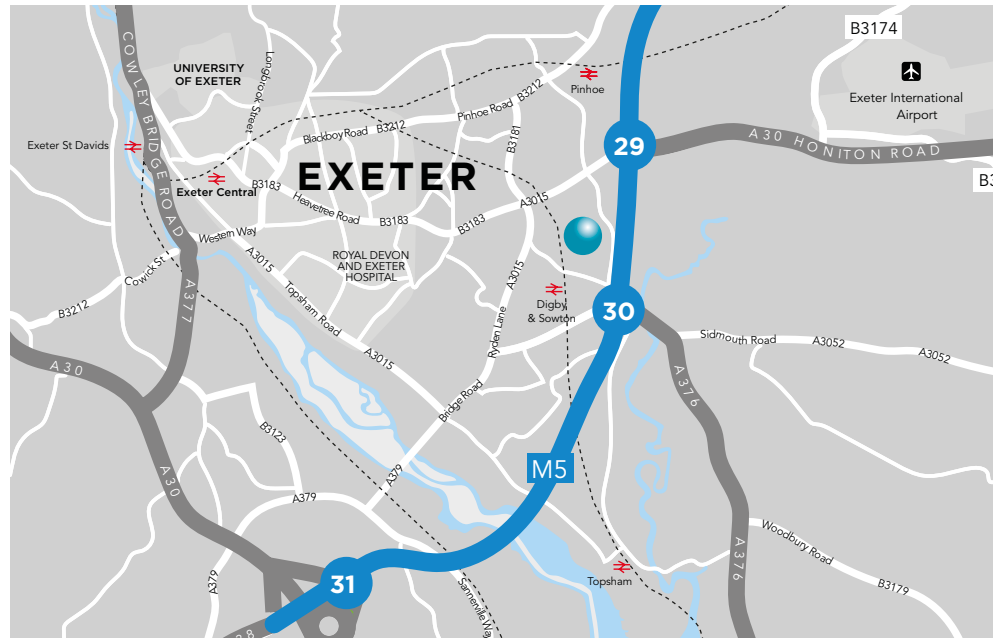 B3174
COWLEY BRIDGE ROAD
UNIVERSITY
OF EXETER
Longbrook Street
Pinhoe
Exeter International
Airport
B3212
Pinhoe Road
Blackboy Road
B3212
B3181
29
A30 HONITON ROAD
Exeter St Davids
Exeter Central
EXETER
B3183
Heavetree Road
B3183
B3183
A3015
Western Way
A3015
ROYAL DEVON
AND EXETER
HOSPITAL
A3015
Cowick St
B3212
A377
Topsham Road
Digby
& Sowton
30
Ryden Lane
Sidmouth Road
A3052
A3052
A3015
A30
A376
Bridge Road
B3123
M5
A379
A30
A379
Woodbury Road
A376
Topsham
B3179
31
A379
Sannerville Way